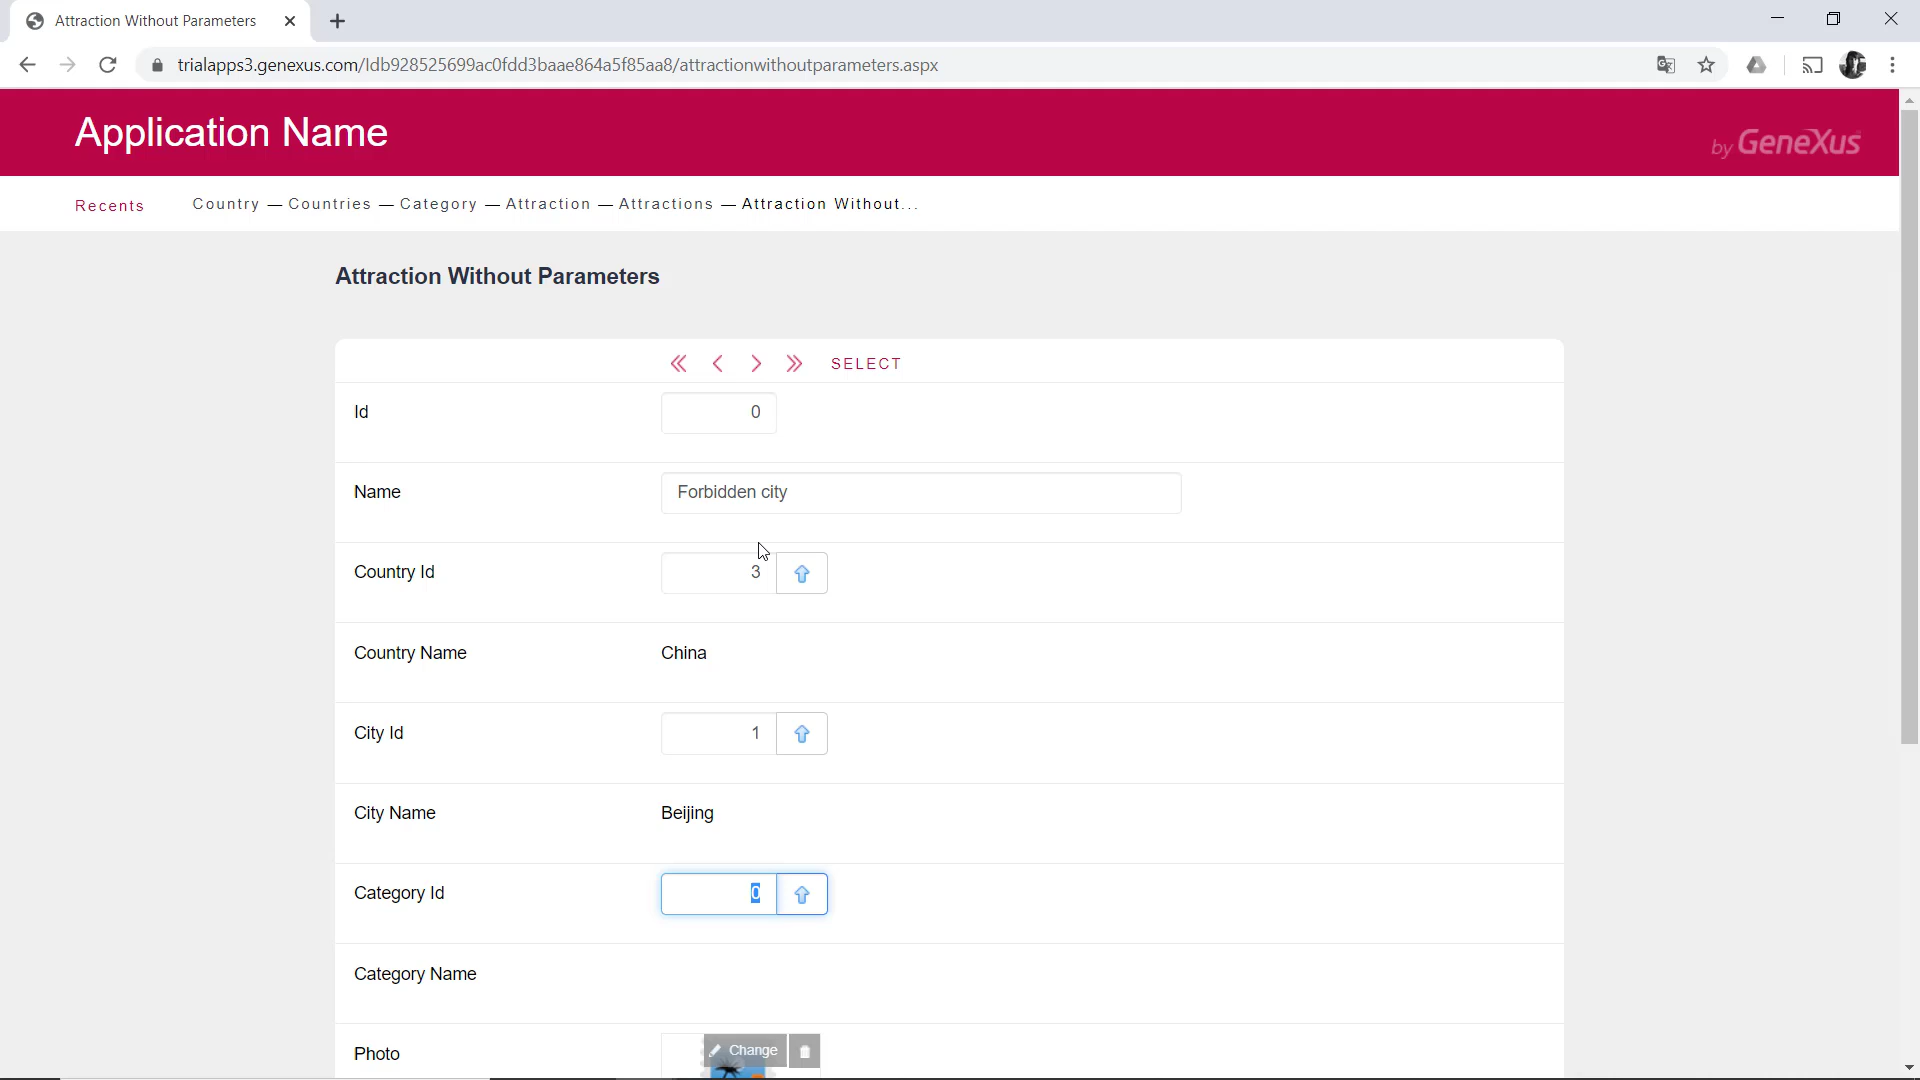 Attraction Without Parameters
trialapps3.genexus.com/Idb928525699ac0fdd3baae864a5f85aa8/attractionwithoutparameters.aspx
Application Name
by GeneXus
Recents Country — Countries — Category — Attraction — Attractions — Attraction Without...
Attraction Without Parameters
SELECT
Id 0
Name Forbidden city
Country Id 3
Country Name China
City Id 1
City Name Beijing
Category Id 0
Category Name
Photo Change